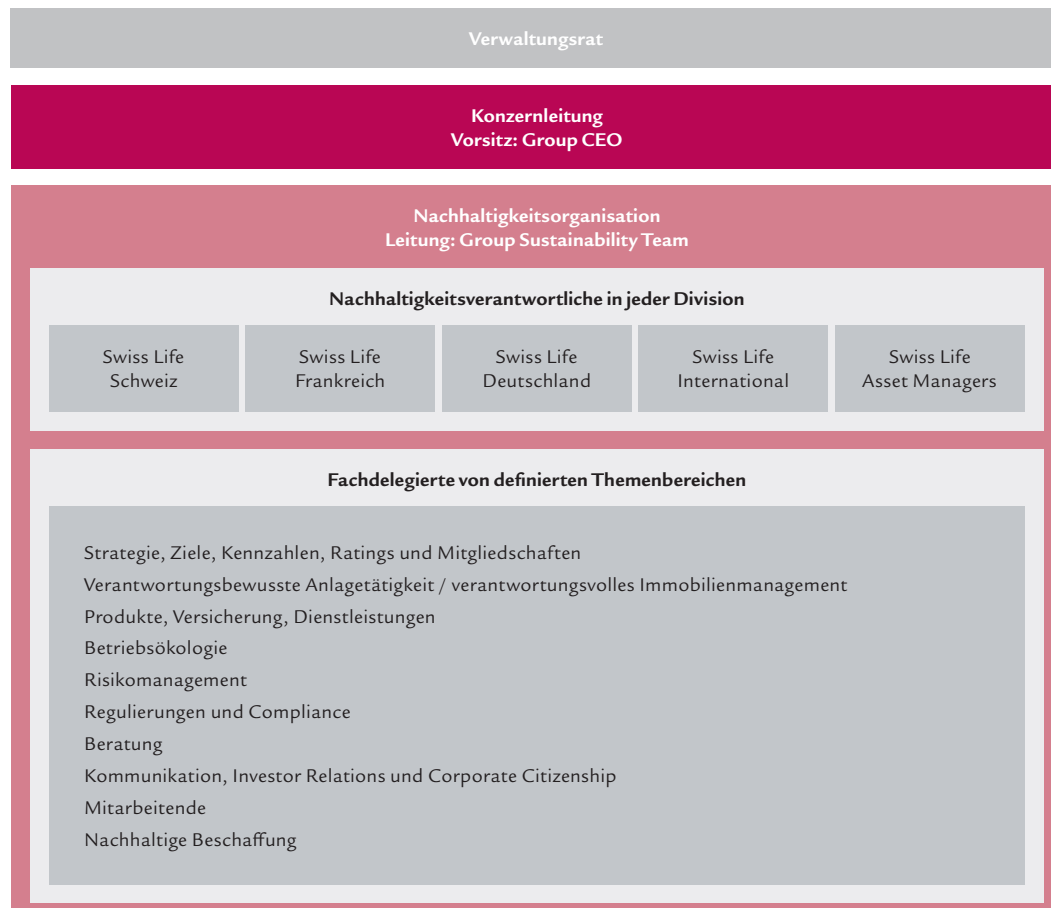 Verwaltungsrat
Konzernleitung
Vorsitz: Group CEO
Nachhaltigkeitsorganisation
Leitung: Group Sustainability Team
Nachhaltigkeitsverantwortliche in jeder Division
Swiss Life
Schweiz
Swiss Life
Frankreich
Swiss Life
Deutschland
Swiss Life
International
Swiss Life
Asset Managers
Fachdelegierte von definierten Themenbereichen
Strategie, Ziele, Kennzahlen, Ratings und Mitgliedschaften
Verantwortungsbewusste Anlagetätigkeit / verantwortungsvolles Immobilienmanagement
Produkte, Versicherung, Dienstleistungen
Betriebsökologie
Risikomanagement
Regulierungen und Compliance
Beratung
Kommunikation, Investor Relations und Corporate Citizenship
Mitarbeitende
Nachhaltige Beschaffung